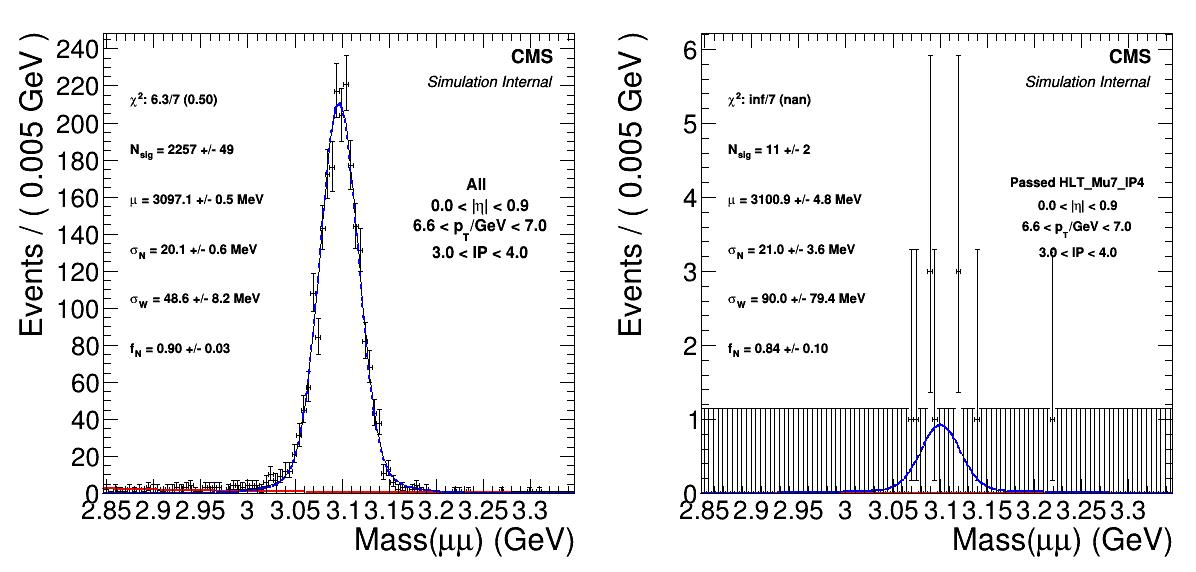 Events / ( 0.005 GeV )
240
220
200
180
160
140
120
100
80
60
40
20
0
CMS
Simulation Internal
χ²: 6.3/7 (0.50)
N_sig = 2257 +/- 49
μ = 3097.1 +/- 0.5 MeV
σ_N = 20.1 +/- 0.6 MeV
σ_W = 48.6 +/- 8.2 MeV
f_N = 0.90 +/- 0.03
All
0.0 < |η| < 0.9
6.6 < p_T/GeV < 7.0
3.0 < IP < 4.0
2.85 2.9 2.95 3 3.05 3.1 3.15 3.2 3.25 3.3
Mass(μμ) (GeV)
Events / ( 0.005 GeV )
6
5
4
3
2
1
0
CMS
Simulation Internal
χ²: inf/7 (nan)
N_sig = 11 +/- 2
μ = 3100.9 +/- 4.8 MeV
σ_N = 21.0 +/- 3.6 MeV
σ_W = 90.0 +/- 79.4 MeV
f_N = 0.84 +/- 0.10
Passed HLT_Mu7_IP4
0.0 < |η| < 0.9
6.6 < p_T/GeV < 7.0
3.0 < IP < 4.0
2.85 2.9 2.95 3 3.05 3.1 3.15 3.2 3.25 3.3
Mass(μμ) (GeV)